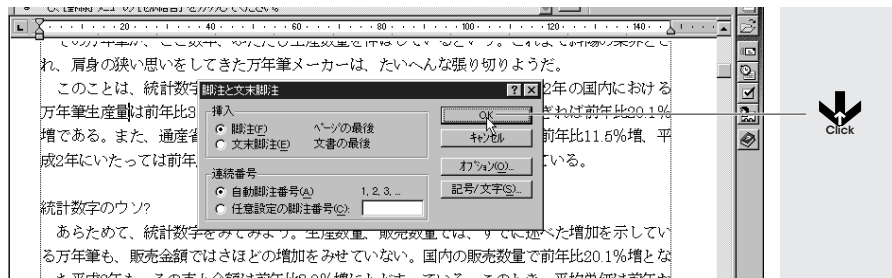 · 20 · 40 · 60 · 80 · 100 · 120 · 140 ·
れ、肩身の狭い思いをしてきた万年筆メーカーは、たいへんな張り切りようだ。
このことは、統計数字 2年の国内における
万年筆生産量は前年比3 ぎれば前年比20.1%
増である。また、通産省 前年比11.5%増、平
成2年にいたっては前年 ている。
脚注と文末脚注
挿入
脚注(F) ページの最後
文末脚注(E) 文書の最後
連続番号
自動脚注番号(A) 1, 2, 3, ...
任意設定の脚注番号(C):
OK
キャンセル
オプション(O)...
記号/文字(S)...
Click
統計数字のウソ?
あらためて、統計数字をみてみよう。生産数量、販売数量では、すでに述べた増加を示してい
る万年筆も、販売金額ではさほどの増加をみせていない。国内の販売数量で前年比20.1%増とな